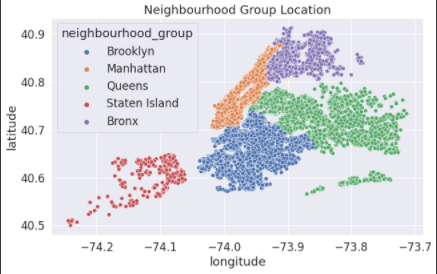 Neighbourhood Group Location
neighbourhood_group
Brooklyn
Manhattan
Queens
Staten Island
Bronx
latitude
40.9
40.8
40.7
40.6
40.5
−74.2 −74.1 −74.0 −73.9 −73.8 −73.7
longitude